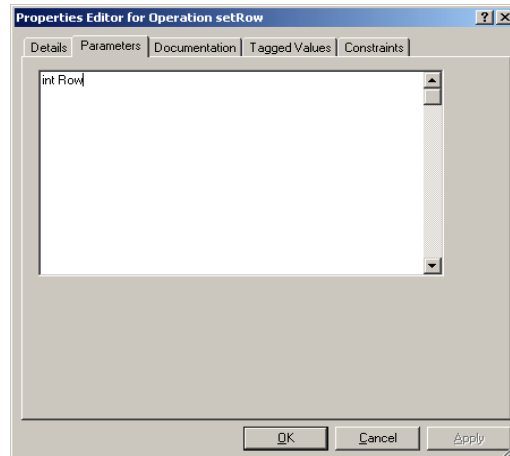 Properties Editor for Operation setRow
Details Parameters Documentation Tagged Values Constraints
int Row
OK Cancel Apply